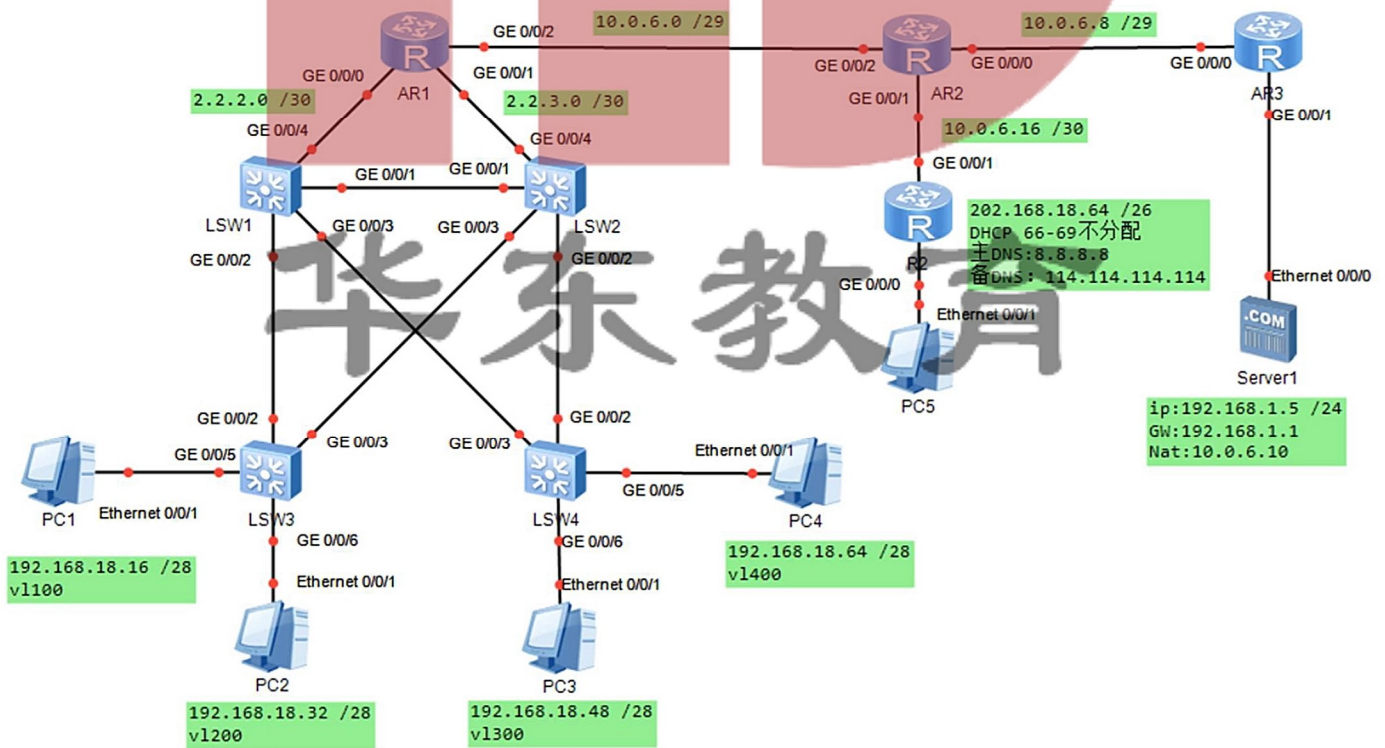 GE 0/0/2
10.0.6.0 /29
10.0.6.8 /29
GE 0/0/0
GE 0/0/1
AR1
GE 0/0/2
GE 0/0/0
AR2
GE 0/0/0
AR3
2.2.2.0 /30
2.2.3.0 /30
GE 0/0/1
GE 0/0/1
GE 0/0/4
GE 0/0/4
10.0.6.16 /30
GE 0/0/1
GE 0/0/1
GE 0/0/1
LSW1
GE 0/0/3
GE 0/0/3
LSW2
202.168.18.64 /26
DHCP 66-69不分配
主DNS:8.8.8.8
备DNS: 114.114.114.114
R2
GE 0/0/2
GE 0/0/2
GE 0/0/0
Ethernet 0/0/1
Ethernet 0/0/0
华东教育
PC5
Server1
ip:192.168.1.5 /24
GW:192.168.1.1
Nat:10.0.6.10
GE 0/0/2
GE 0/0/3
GE 0/0/3
GE 0/0/2
GE 0/0/5
Ethernet 0/0/1
GE 0/0/5
PC1
Ethernet 0/0/1
LSW3
LSW4
PC4
GE 0/0/6
GE 0/0/6
192.168.18.16 /28
vl100
Ethernet 0/0/1
Ethernet 0/0/1
192.168.18.64 /28
vl400
PC2
PC3
192.168.18.32 /28
vl200
192.168.18.48 /28
vl300